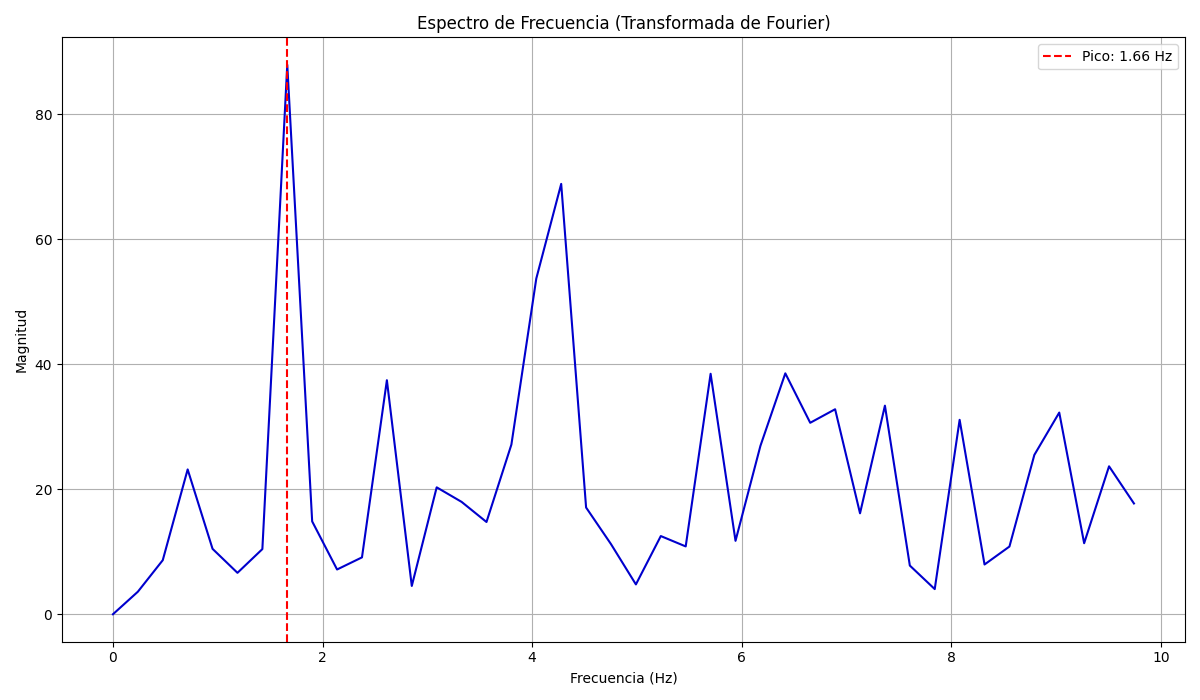 Espectro de Frecuencia (Transformada de Fourier)
Pico: 1.66 Hz
Magnitud
80
60
40
20
0
0 2 4 6 8 10
Frecuencia (Hz)